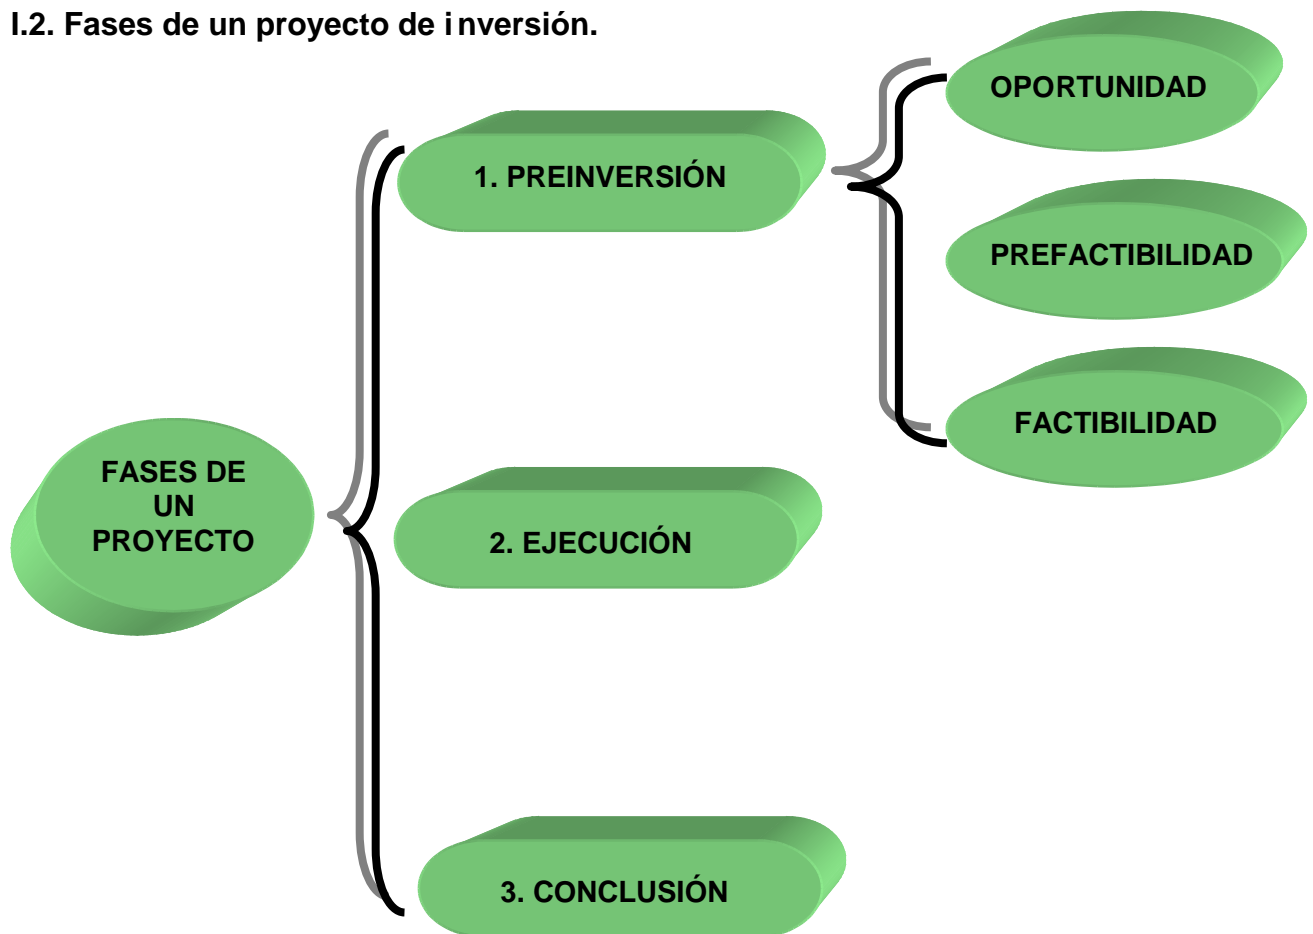 I.2. Fases de un proyecto de inversión.
OPORTUNIDAD
1. PREINVERSIÓN
PREFACTIBILIDAD
FACTIBILIDAD
FASES DE
UN
PROYECTO
2. EJECUCIÓN
3. CONCLUSIÓN